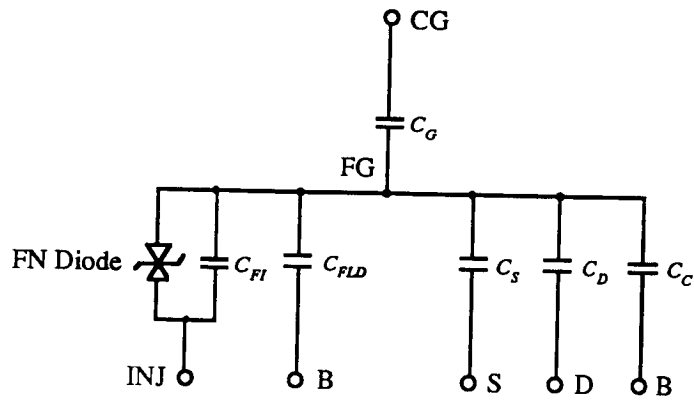 CG
C_G
FG
FN Diode
C_FI
C_FLD
C_S
C_D
C_C
INJ
B
S
D
B